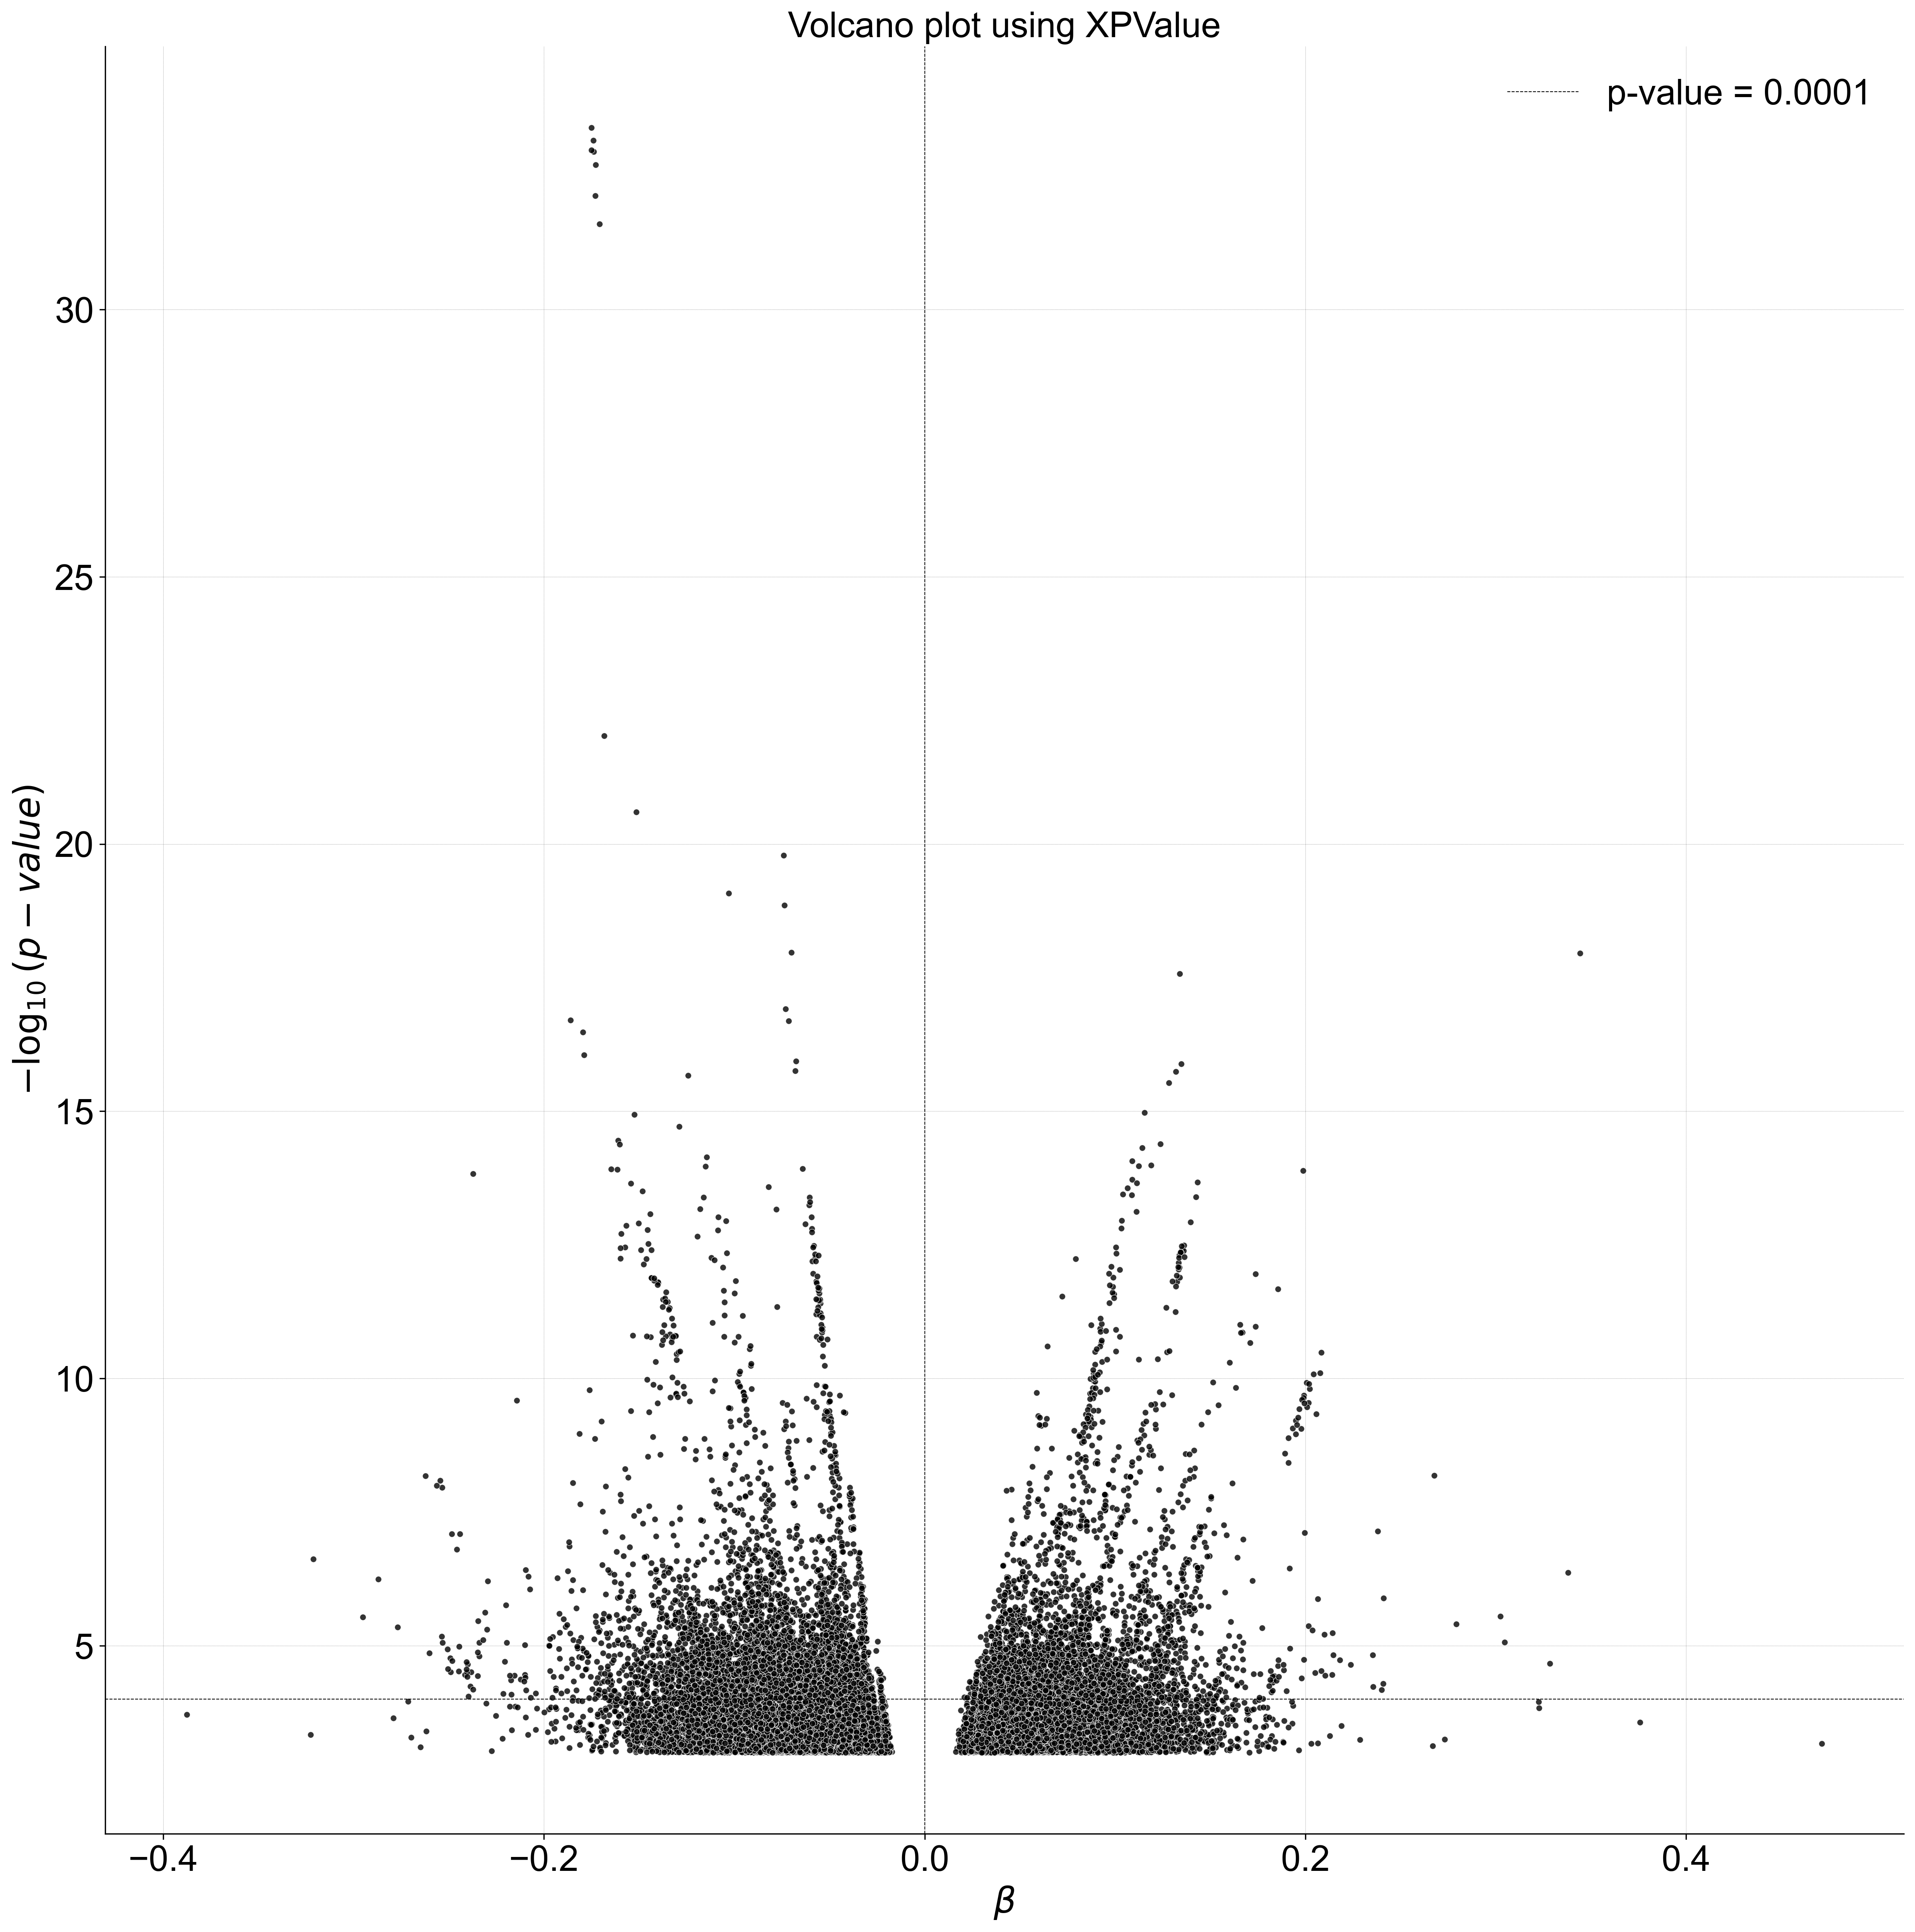 Volcano plot using XPValue
p-value = 0.0001
30
25
20
15
10
5
−log₁₀ (p − value)
−0.4
−0.2
0.0
0.2
0.4
β